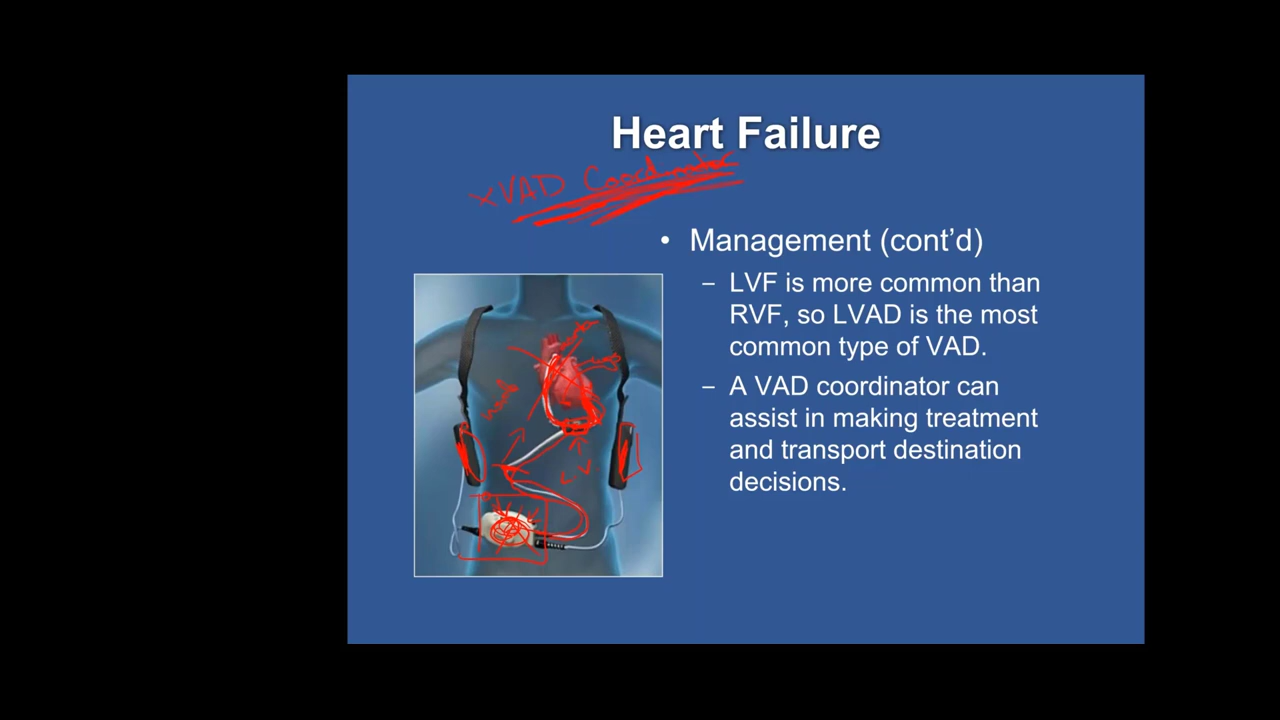 Heart Failure
VAD Coordinator
• Management (cont’d)
– LVF is more common than
RVF, so LVAD is the most
common type of VAD.
– A VAD coordinator can
assist in making treatment
and transport destination
decisions.